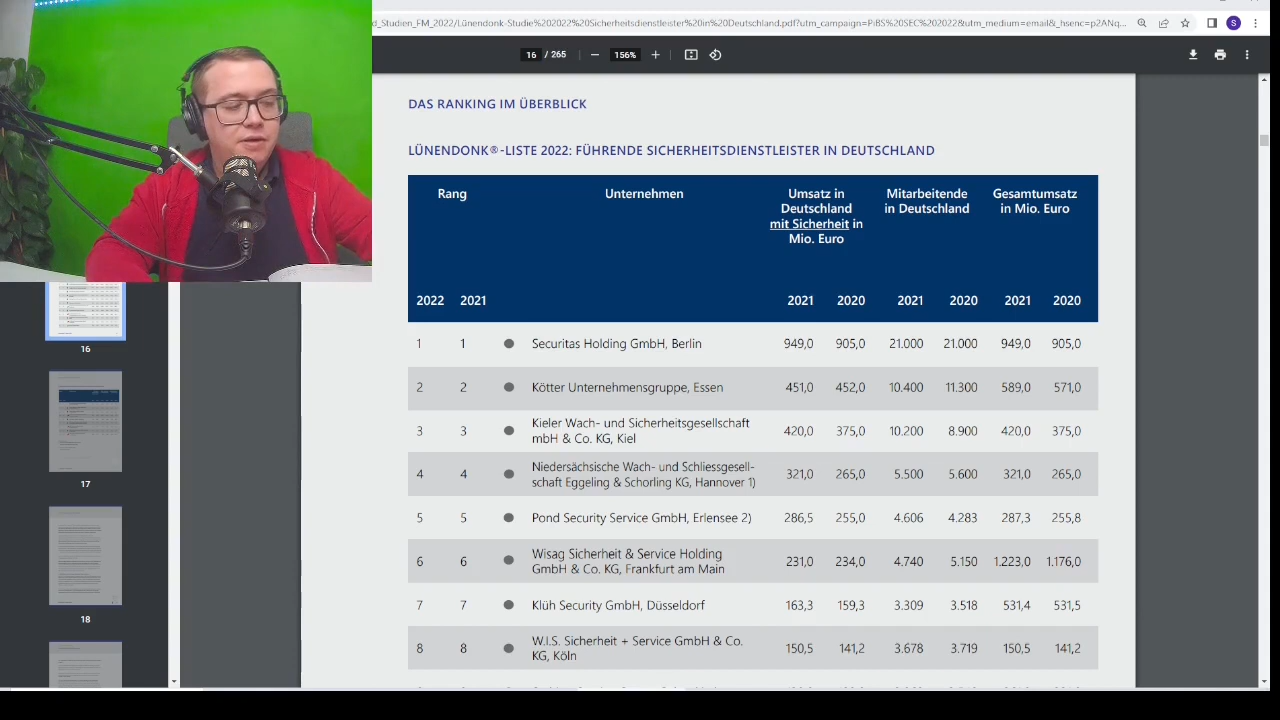 d_Studien_FM_2022/Lünendonk-Studie%202022%20Sicherheitsdienstleister%20in%20Deutschland.pdf?utm_campaign=PiBS%20SEC%202022&utm_medium=email&_hsenc=p2ANq...
S
16 / 265
156%
DAS RANKING IM ÜBERBLICK
LÜNENDONK®-LISTE 2022: FÜHRENDE SICHERHEITSDIENSTLEISTER IN DEUTSCHLAND
Rang Unternehmen Umsatz in Mitarbeitende Gesamtumsatz
Deutschland in Deutschland in Mio. Euro
mit Sicherheit in
Mio. Euro
2022 2021 2021 2020 2021 2020 2021 2020
1 1 Securitas Holding GmbH, Berlin 949,0 905,0 21.000 21.000 949,0 905,0
2 2 Kötter Unternehmensgruppe, Essen 451,0 452,0 10.400 11.300 589,0 571,0
3 3 Kieler Wach- und Sicherheitsgesellschaft
mbH & Co. KG, Kiel 420,0 375,0 10.200 8.900 420,0 375,0
4 4 Niedersächsische Wach- und Schliessgesell-
schaft Eggeling & Schorling KG, Hannover 1) 321,0 265,0 5.500 5.600 321,0 265,0
5 5 Pond Security Service GmbH, Erlensee 2) 286,5 255,0 4.606 4.283 287,3 255,8
6 6 Wisag Sicherheit & Service Holding
GmbH & Co. KG, Frankfurt am Main 231,0 234,0 4.740 5.150 1.223,0 1.176,0
7 7 Klüh Security GmbH, Düsseldorf 163,3 159,3 3.309 3.518 531,4 531,5
8 8 W.I.S. Sicherheit + Service GmbH & Co.
KG, Köln 150,5 141,2 3.678 3.719 150,5 141,2
16
17
18